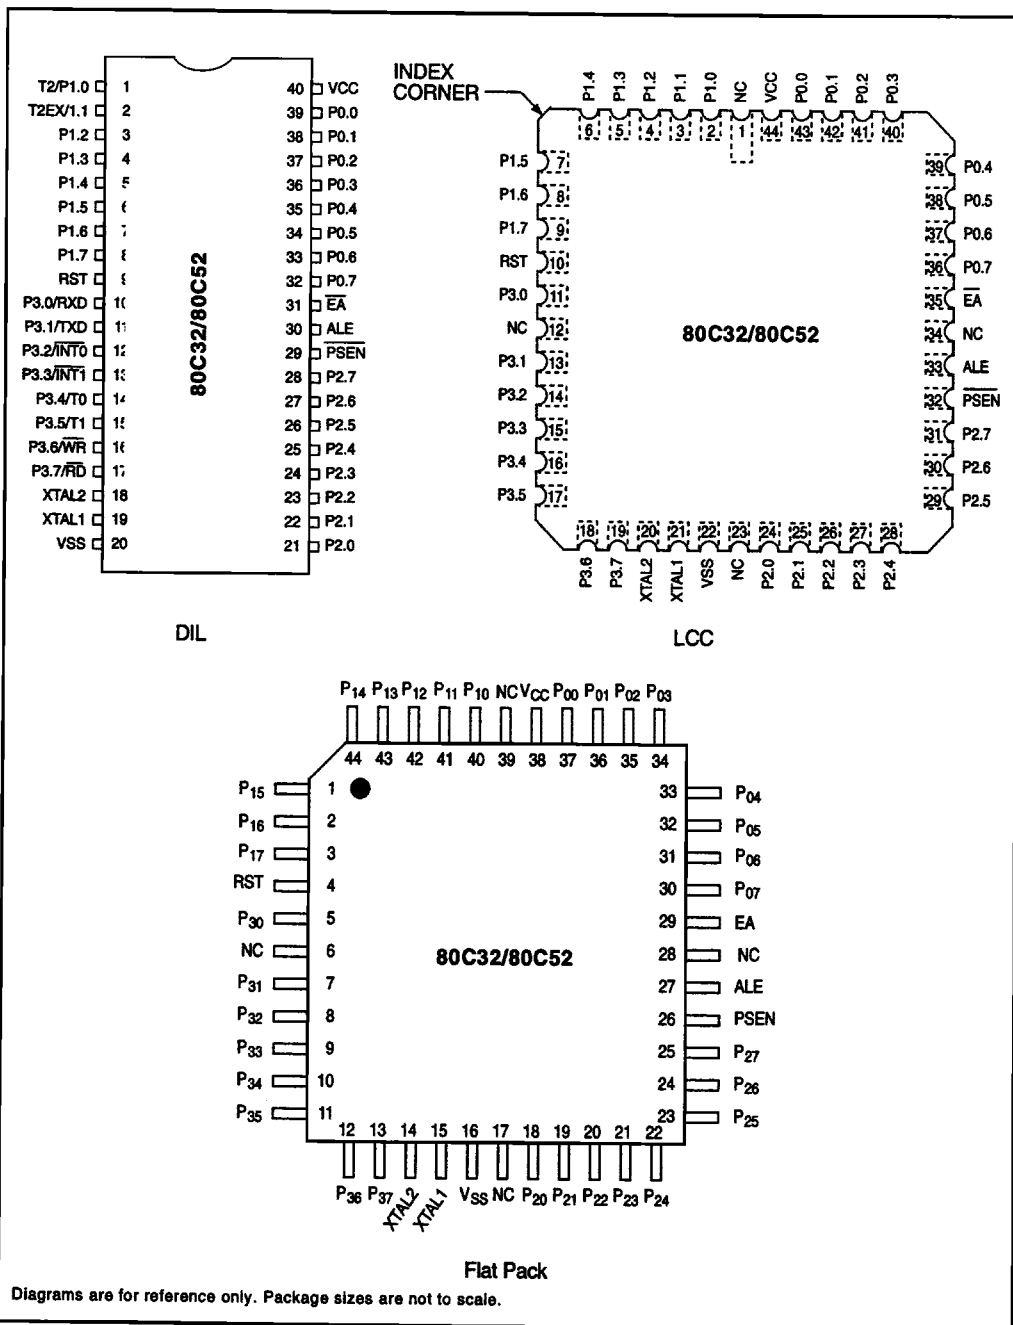 T2/P1.0 1
T2EX/1.1 2
P1.2 3
P1.3 4
P1.4
P1.5
P1.6
P1.7
RST
P3.0/RXD
P3.1/TXD
P3.2/INT0
P3.3/INT1
P3.4/T0
P3.5/T1
P3.6/WR
P3.7/RD
XTAL2 18
XTAL1 19
VSS 20
80C32/80C52
40 VCC
39 P0.0
38 P0.1
37 P0.2
36 P0.3
35 P0.4
34 P0.5
33 P0.6
32 P0.7
31 EA
30 ALE
29 PSEN
28 P2.7
27 P2.6
26 P2.5
25 P2.4
24 P2.3
23 P2.2
22 P2.1
21 P2.0
DIL
INDEX
CORNER
P1.4 P1.3 P1.2 P1.1 P1.0 NC VCC P0.0 P0.1 P0.2 P0.3
6 5 4 3 2 1 44 43 42 41 40
P1.5 7
P1.6 8
P1.7 9
RST 10
P3.0 11
NC 12
P3.1 13
P3.2 14
P3.3 15
P3.4 16
P3.5 17
80C32/80C52
39 P0.4
38 P0.5
37 P0.6
36 P0.7
35 EA
34 NC
33 ALE
32 PSEN
31 P2.7
30 P2.6
29 P2.5
18 19 20 21 22 23 24 25 26 27 28
P3.6 P3.7 XTAL2 XTAL1 VSS NC P2.0 P2.1 P2.2 P2.3 P2.4
LCC
P14 P13 P12 P11 P10 NC VCC P00 P01 P02 P03
44 43 42 41 40 39 38 37 36 35 34
P15 1
P16 2
P17 3
RST 4
P30 5
NC 6
P31 7
P32 8
P33 9
P34 10
P35 11
80C32/80C52
33 P04
32 P05
31 P06
30 P07
29 EA
28 NC
27 ALE
26 PSEN
25 P27
24 P26
23 P25
12 13 14 15 16 17 18 19 20 21 22
P36 P37 XTAL2 XTAL1 VSS NC P20 P21 P22 P23 P24
Flat Pack
Diagrams are for reference only. Package sizes are not to scale.